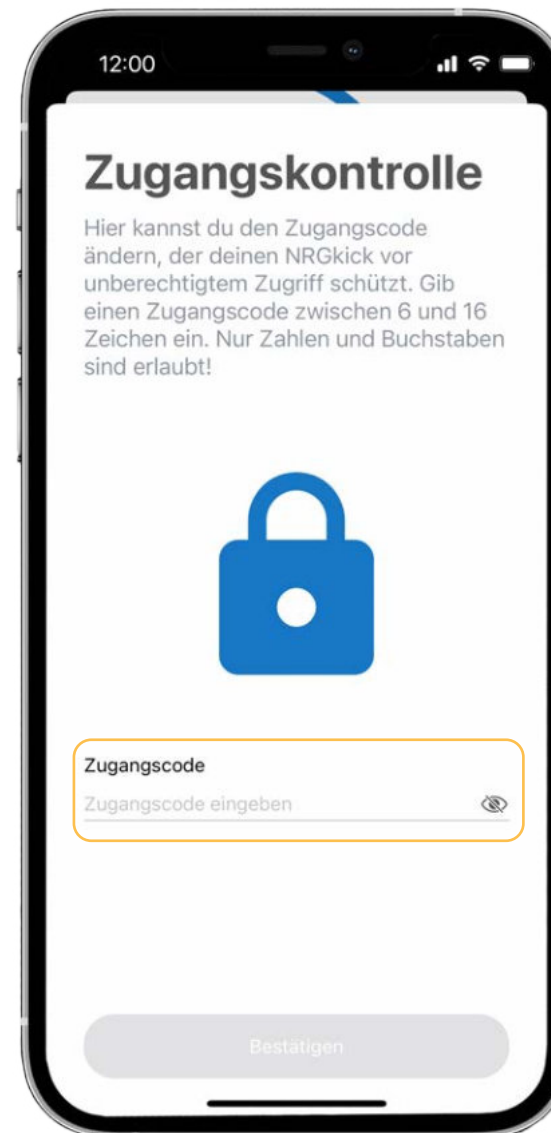 12:00
Zugangskontrolle
Hier kannst du den Zugangscode
ändern, der deinen NRGkick vor
unberechtigtem Zugriff schützt. Gib
einen Zugangscode zwischen 6 und 16
Zeichen ein. Nur Zahlen und Buchstaben
sind erlaubt!
Zugangscode
Zugangscode eingeben
Bestätigen